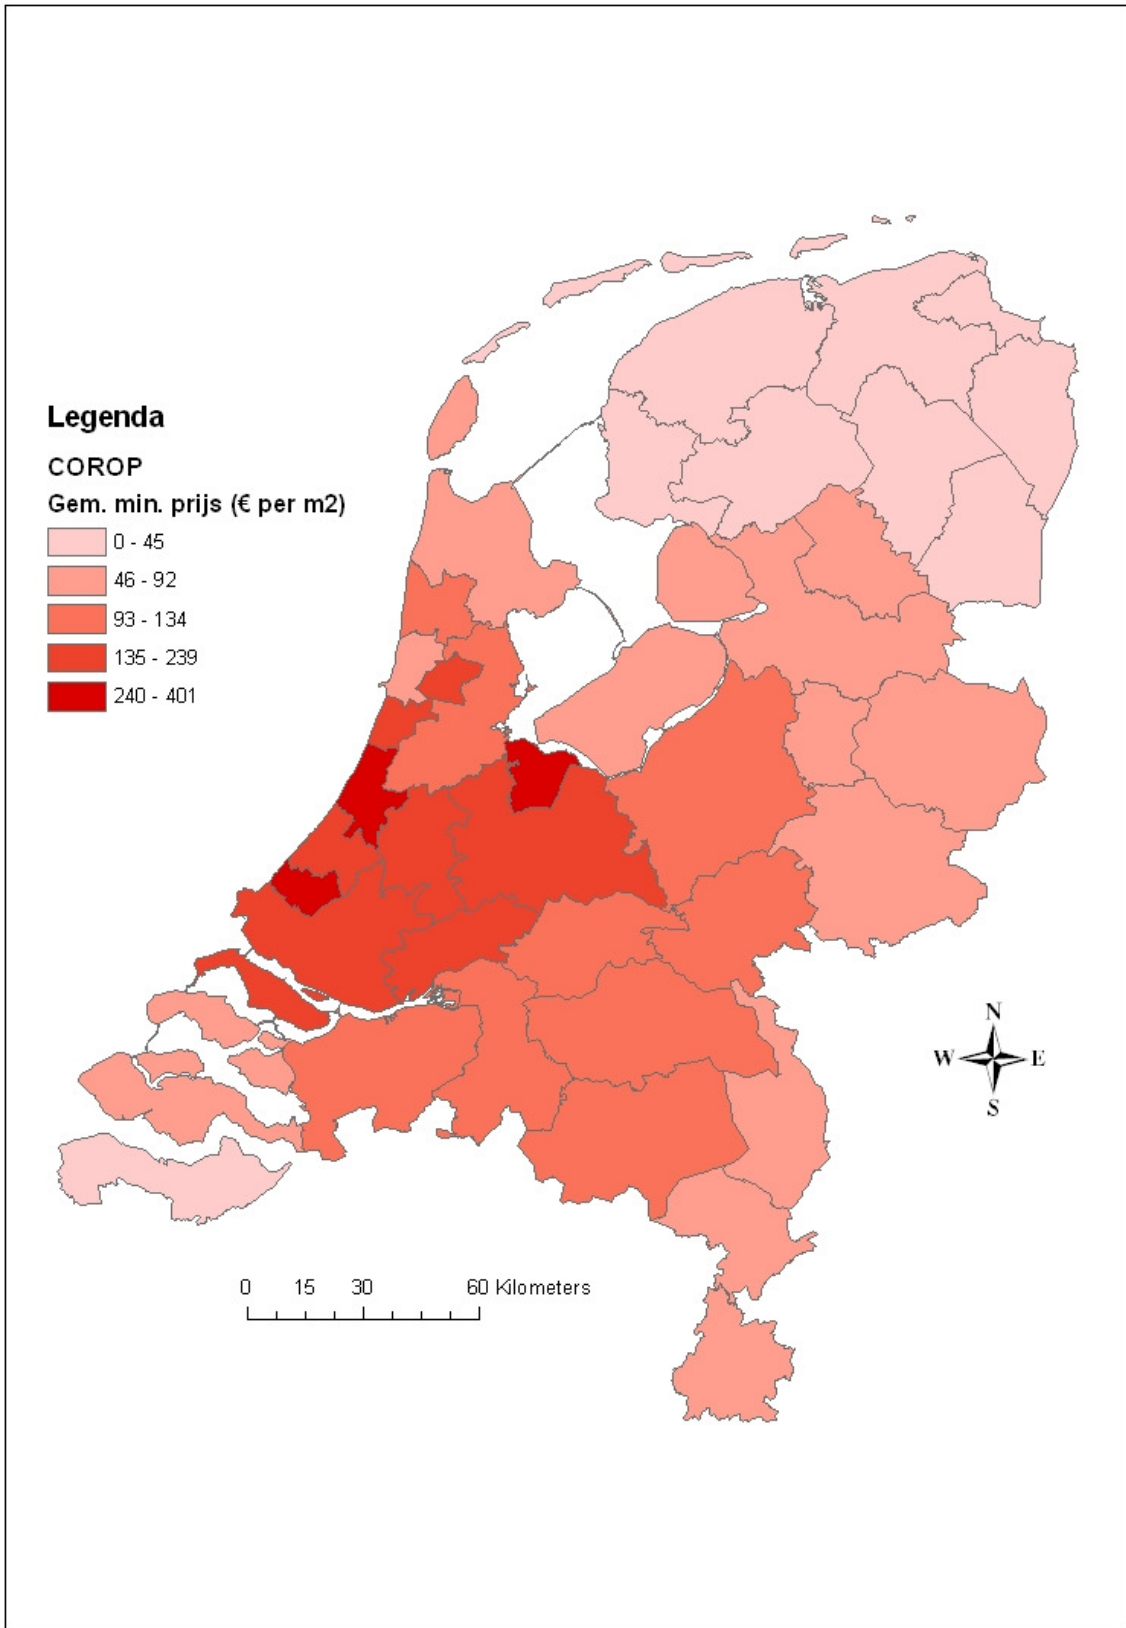 Legenda
COROP
Gem. min. prijs (€ per m2)
0 - 45
46 - 92
93 - 134
135 - 239
240 - 401
N
W E
S
0 15 30 60 Kilometers